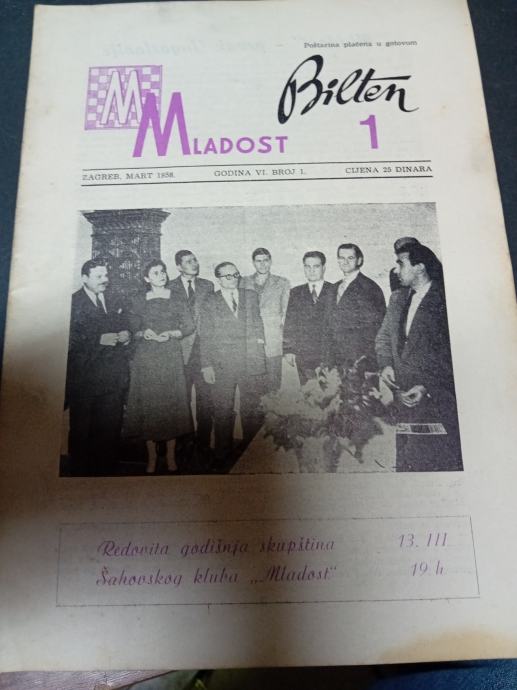 Poštarina plaćena u gotovom
M
MLADOST
Bilten
1
ZAGREB, MART 1958.
GODINA VI. BROJ 1.
CIJENA 25 DINARA
Redovita godišnja skupština 13. III
Šahovskog kluba „Mladost“ 19 h